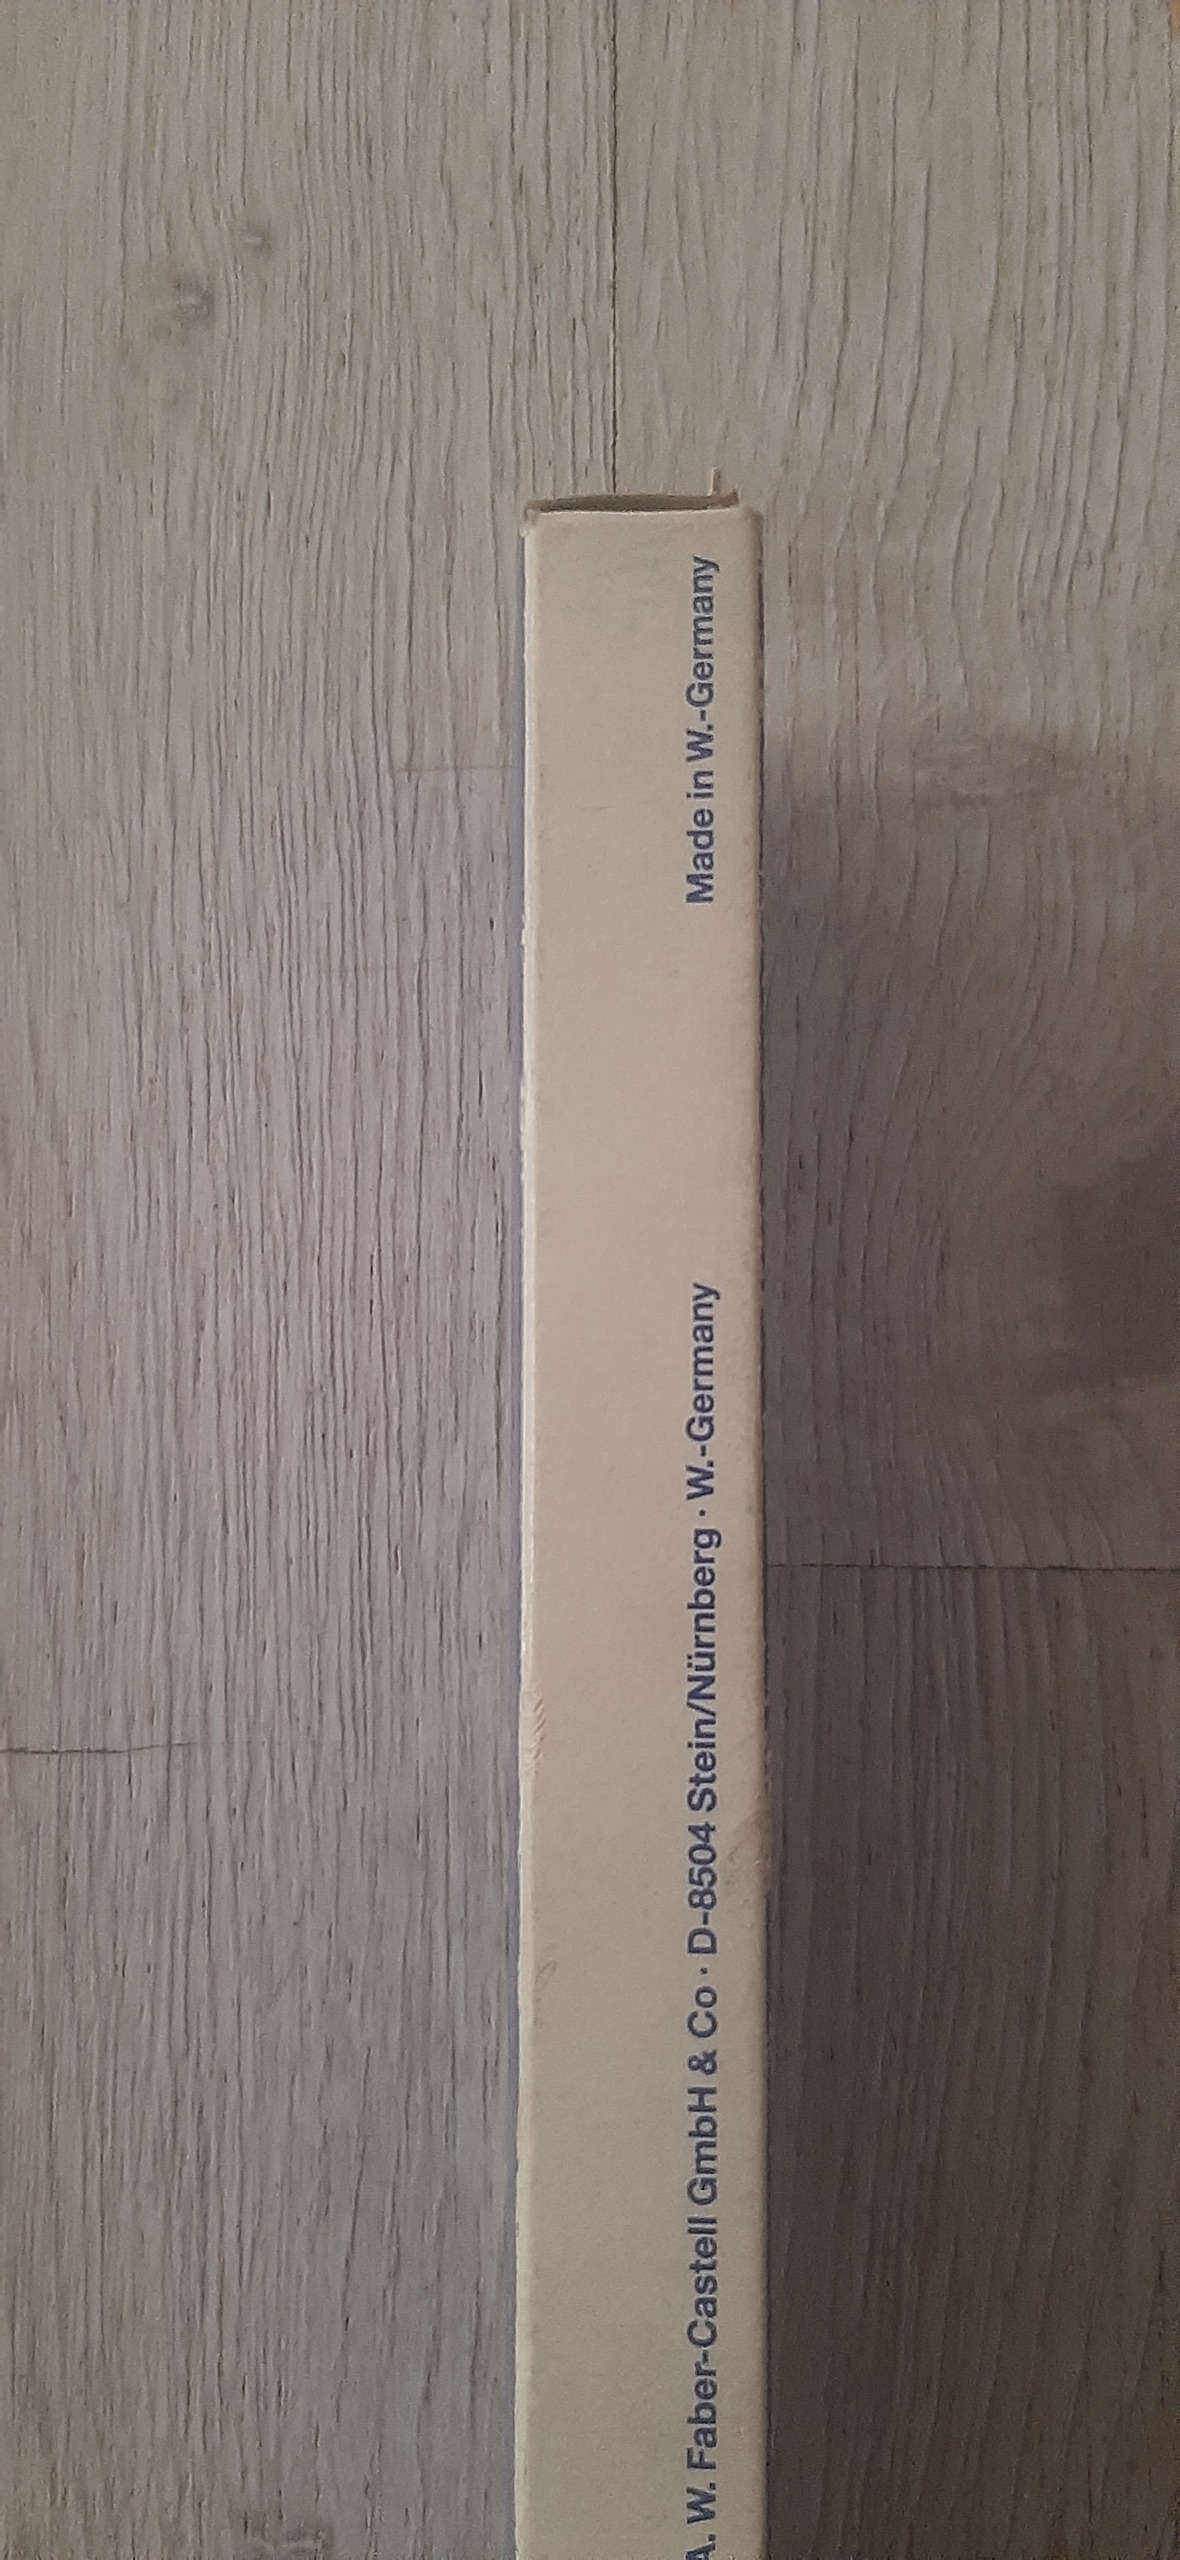 A. W. Faber-Castell GmbH & Co · D-8504 Stein/Nürnberg · W.-Germany Made in W.-Germany